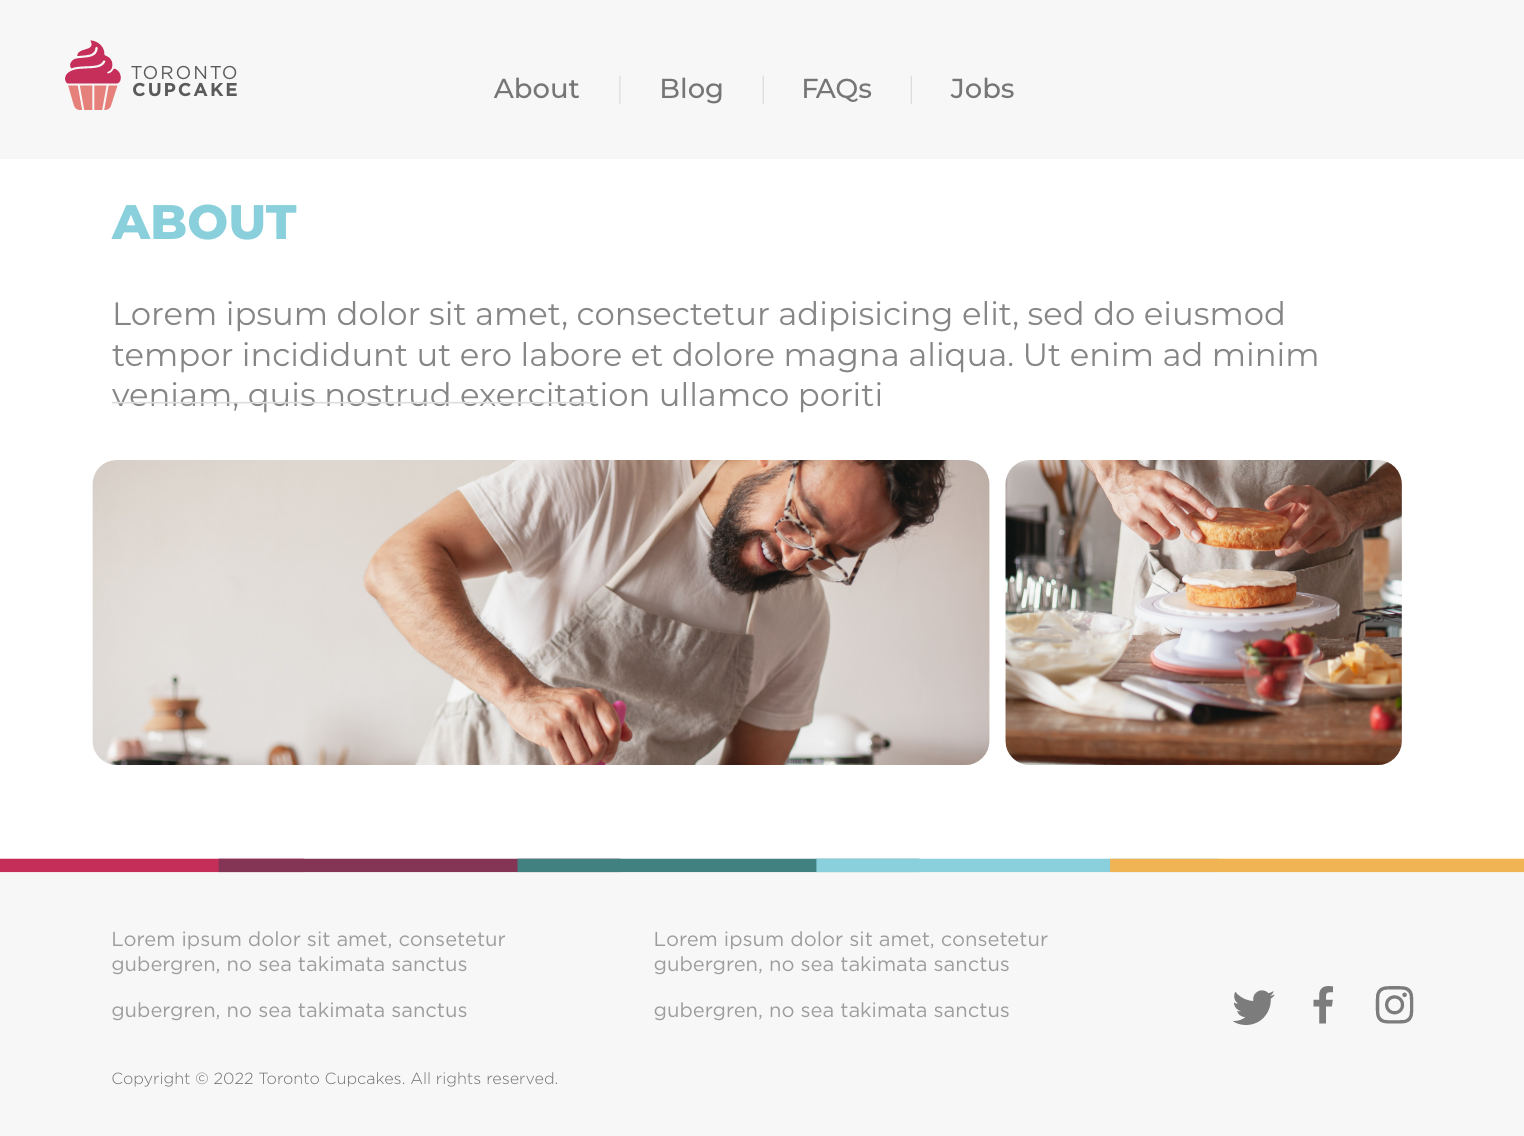 TORONTO
CUPCAKE
About
Blog
FAQs
Jobs
ABOUT
Lorem ipsum dolor sit amet, consectetur adipisicing elit, sed do eiusmod
tempor incididunt ut ero labore et dolore magna aliqua. Ut enim ad minim
veniam, quis nostrud exercitation ullamco poriti
Lorem ipsum dolor sit amet, consetetur
gubergren, no sea takimata sanctus
gubergren, no sea takimata sanctus
Lorem ipsum dolor sit amet, consetetur
gubergren, no sea takimata sanctus
gubergren, no sea takimata sanctus
Copyright © 2022 Toronto Cupcakes. All rights reserved.